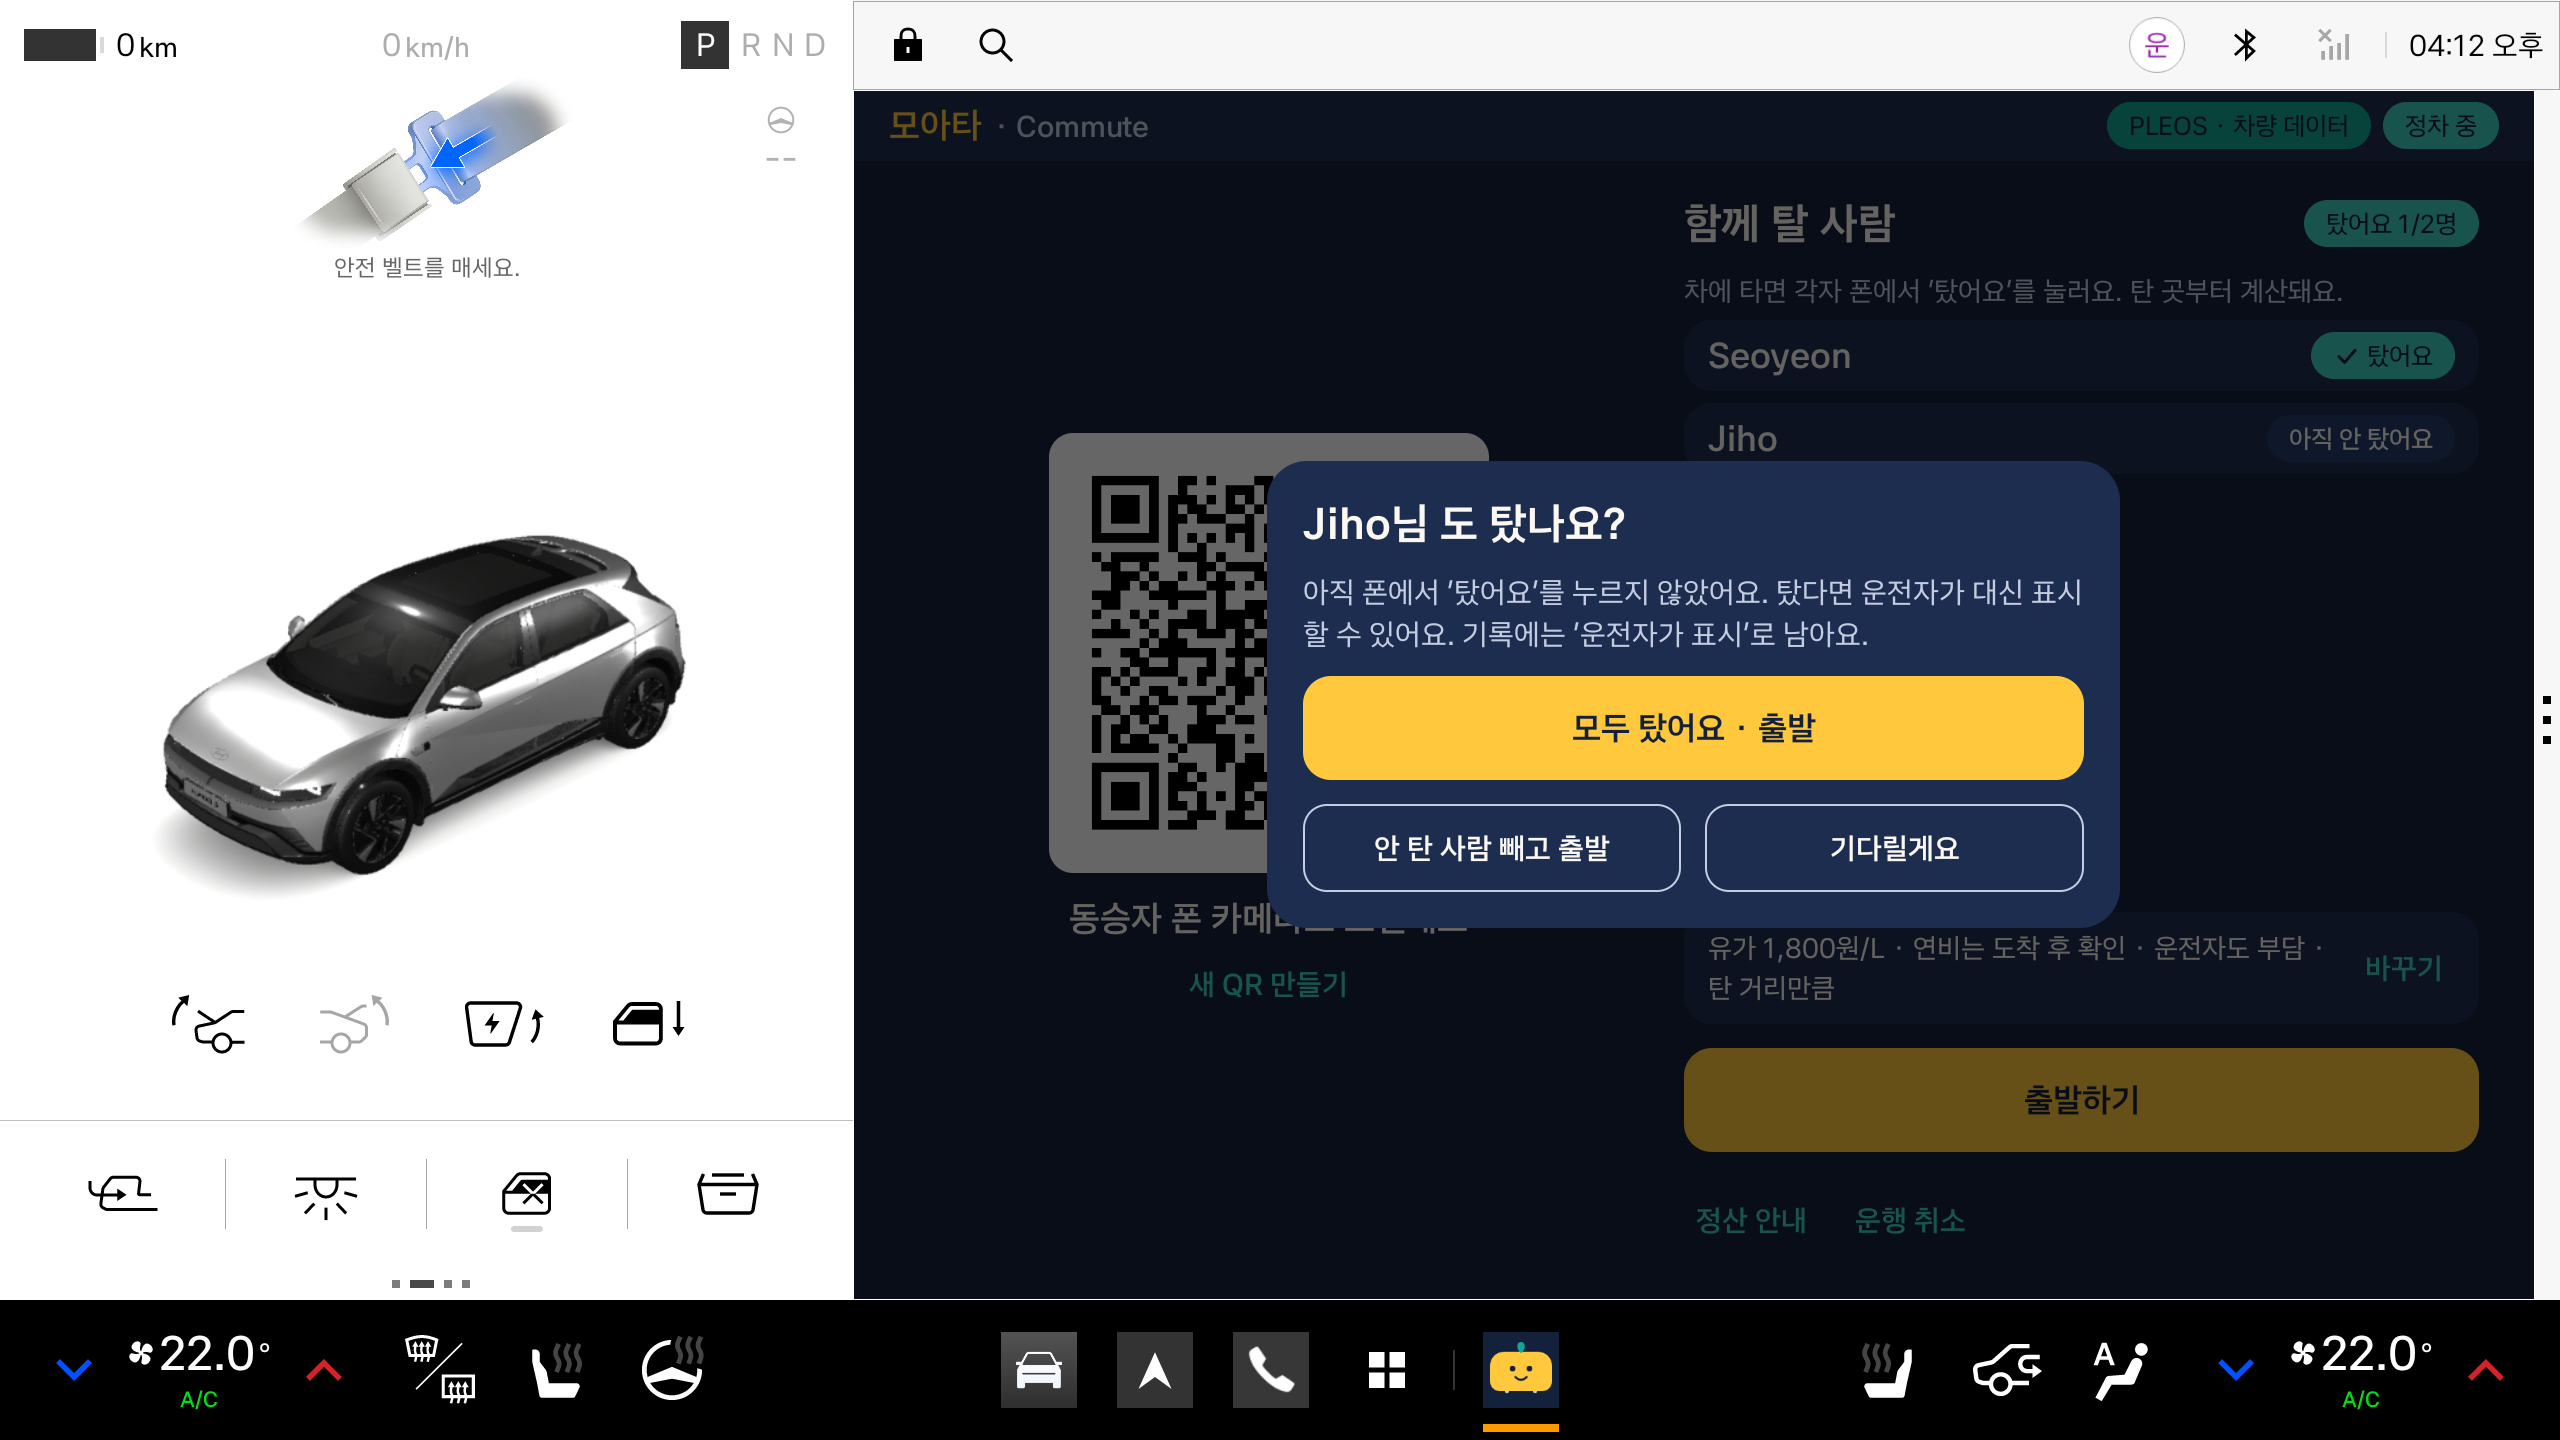 0 km
0 km/h
P R N D
안전 벨트를 매세요.
운
04:12 오후
모아타 · Commute
PLEOS · 차량 데이터
정차 중
함께 탈 사람
탔어요 1/2명
차에 타면 각자 폰에서 '탔어요'를 눌러요. 탄 곳부터 계산돼요.
Seoyeon
✓ 탔어요
Jiho
아직 안 탔어요
Jiho님 도 탔나요?
아직 폰에서 '탔어요'를 누르지 않았어요. 탔다면 운전자가 대신 표시
할 수 있어요. 기록에는 '운전자가 표시'로 남아요.
모두 탔어요 · 출발
안 탄 사람 빼고 출발
기다릴게요
동승자 폰
새 QR 만들기
유가 1,800원/L · 연비는 도착 후 확인 · 운전자도 부담 ·
탄 거리만큼
바꾸기
출발하기
정산 안내
운행 취소
22.0°
A/C
A
22.0°
A/C